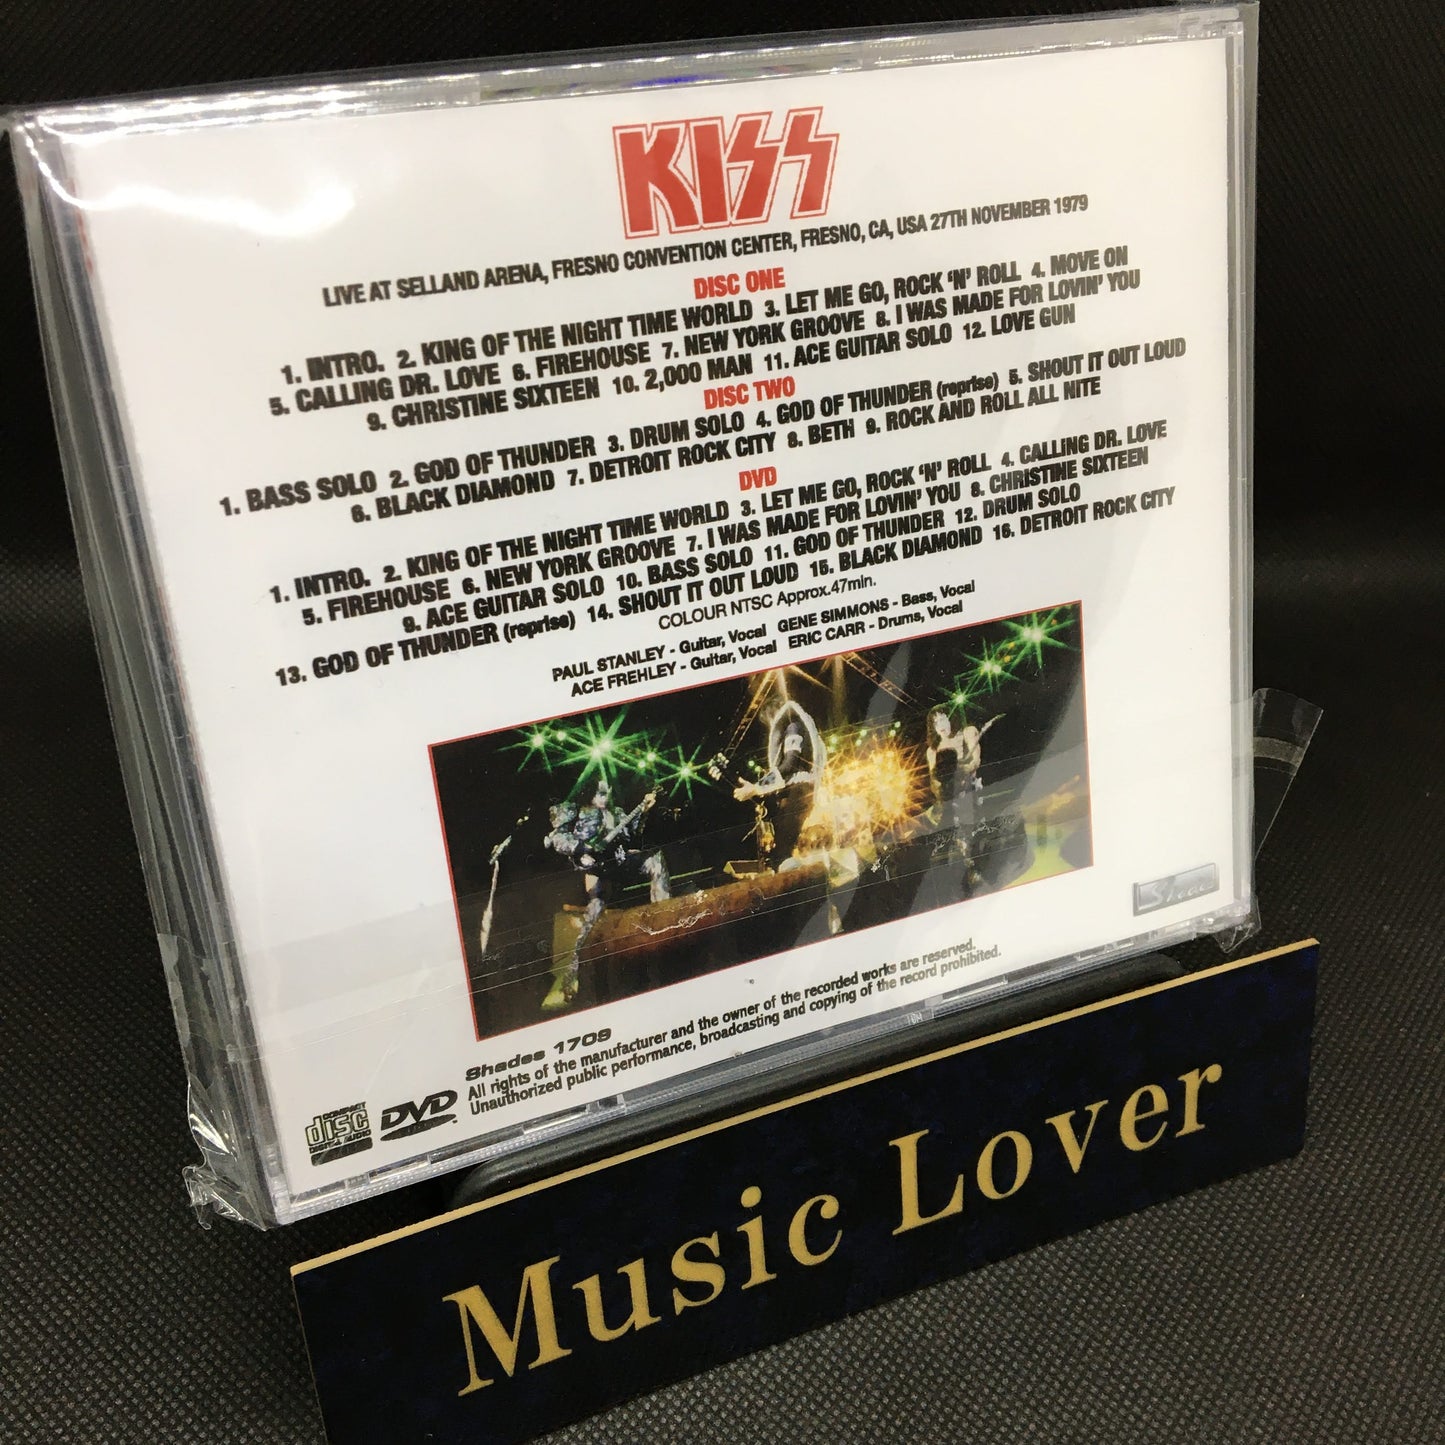 KISS
LIVE AT SELLAND ARENA, FRESNO CONVENTION CENTER, FRESNO, CA, USA 27TH NOVEMBER 1979
DISC ONE
1. INTRO. 2. KING OF THE NIGHT TIME WORLD 3. LET ME GO, ROCK 'N' ROLL 4. MOVE ON
5. CALLING DR. LOVE 6. FIREHOUSE 7. NEW YORK GROOVE 8. I WAS MADE FOR LOVIN' YOU
9. CHRISTINE SIXTEEN 10. 2,000 MAN 11. ACE GUITAR SOLO 12. LOVE GUN
DISC TWO
1. BASS SOLO 2. GOD OF THUNDER 3. DRUM SOLO 4. GOD OF THUNDER (reprise) 5. SHOUT IT OUT LOUD
6. BLACK DIAMOND 7. DETROIT ROCK CITY 8. BETH 9. ROCK AND ROLL ALL NITE
DVD
1. INTRO. 2. KING OF THE NIGHT TIME WORLD 3. LET ME GO, ROCK 'N' ROLL 4. CALLING DR. LOVE
5. FIREHOUSE 6. NEW YORK GROOVE 7. I WAS MADE FOR LOVIN' YOU 8. CHRISTINE SIXTEEN
9. ACE GUITAR SOLO 10. BASS SOLO 11. GOD OF THUNDER 12. DRUM SOLO
13. GOD OF THUNDER (reprise) 14. SHOUT IT OUT LOUD 15. BLACK DIAMOND 16. DETROIT ROCK CITY
COLOUR NTSC Approx.47min.
PAUL STANLEY - Guitar, Vocal GENE SIMMONS - Bass, Vocal
ACE FREHLEY - Guitar, Vocal ERIC CARR - Drums, Vocal
Shades 1709
All rights of the manufacturer and the owner of the recorded works are reserved.
Unauthorized public performance, broadcasting and copying of the record prohibited.
COMPACT
disc
DIGITAL AUDIO
DVD
Music Lover